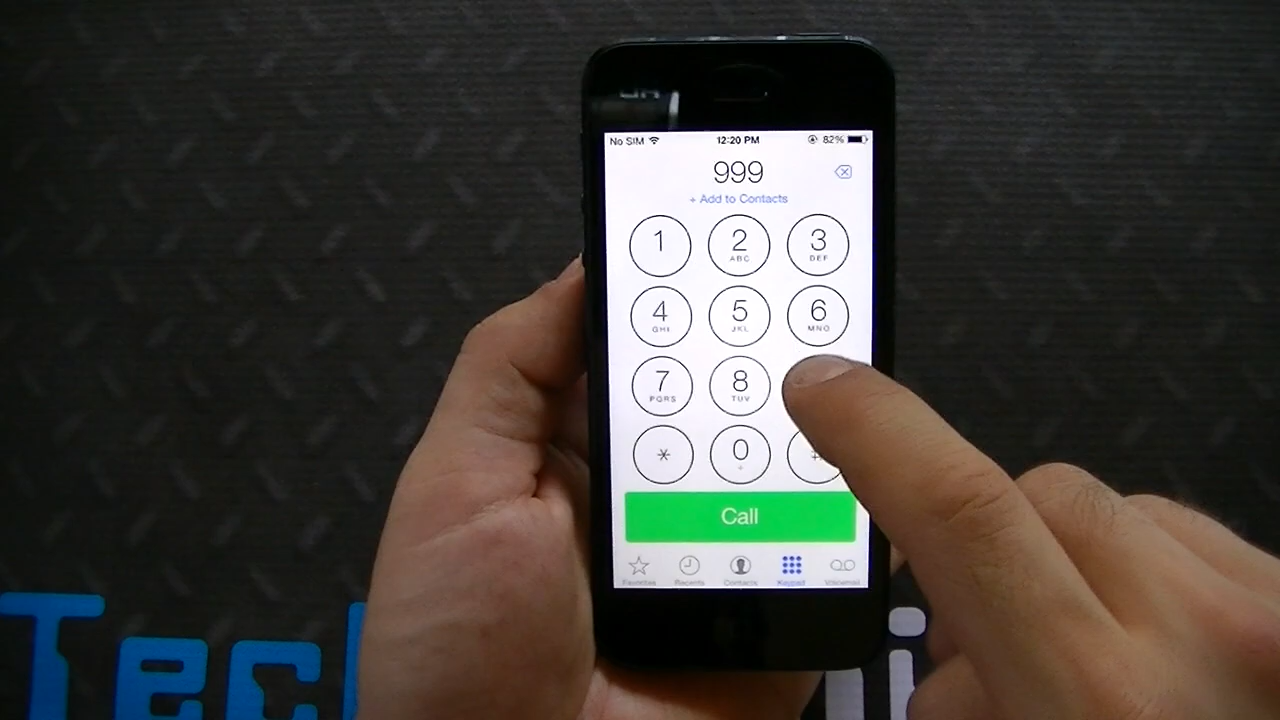 No SIM 12:20 PM 82%
999
+ Add to Contacts
1 2 ABC 3 DEF
4 GHI 5 JKL 6 MNO
7 PQRS 8 TUV
* 0 +
Call
Favorites Recents Contacts Keypad Voicemail
Tech